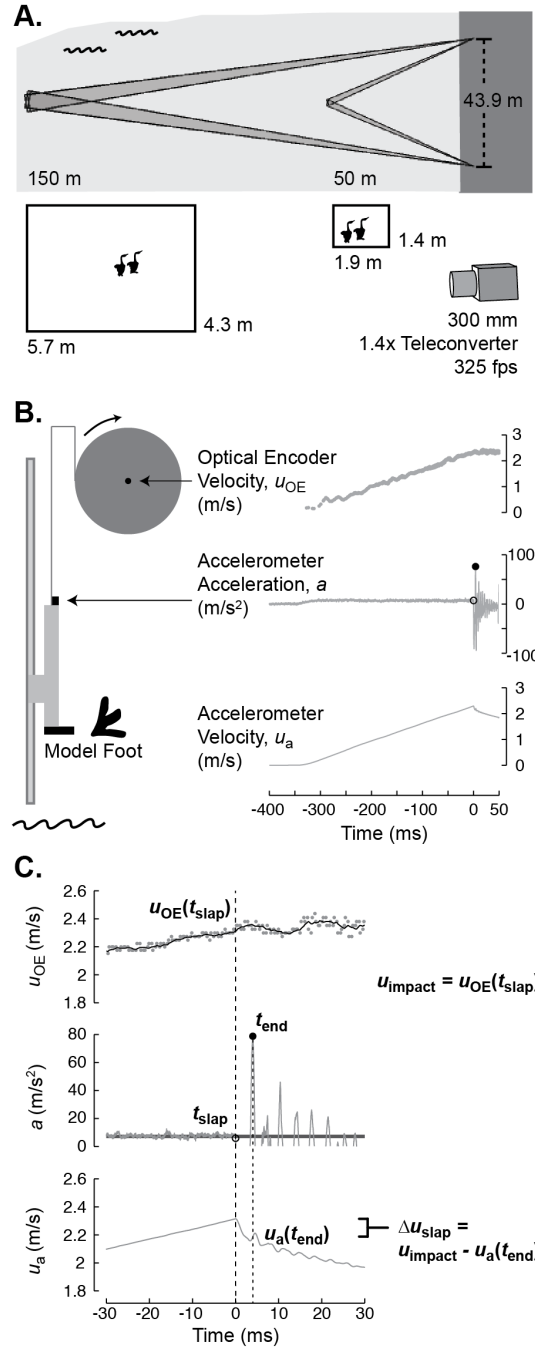 A.
43.9 m
150 m
50 m
1.4 m
1.9 m
4.3 m
5.7 m
300 mm
1.4x Teleconverter
325 fps
B.
Optical Encoder
Velocity, uOE
(m/s)
3
2
1
0
Accelerometer
Acceleration, a
(m/s²)
100
0
-100
Accelerometer
Velocity, ua
(m/s)
3
2
1
0
Model Foot
-400 -300 -200 -100 0 50
Time (ms)
C.
uOE (m/s)
2.6
2.4
2.2
2
1.8
uOE(tslap)
uimpact = uOE(tslap)
a (m/s²)
80
60
40
20
0
tend
tslap
ua (m/s)
2.6
2.4
2.2
2
1.8
ua(tend)
Δuslap =
uimpact - ua(tend)
-30 -20 -10 0 10 20 30
Time (ms)